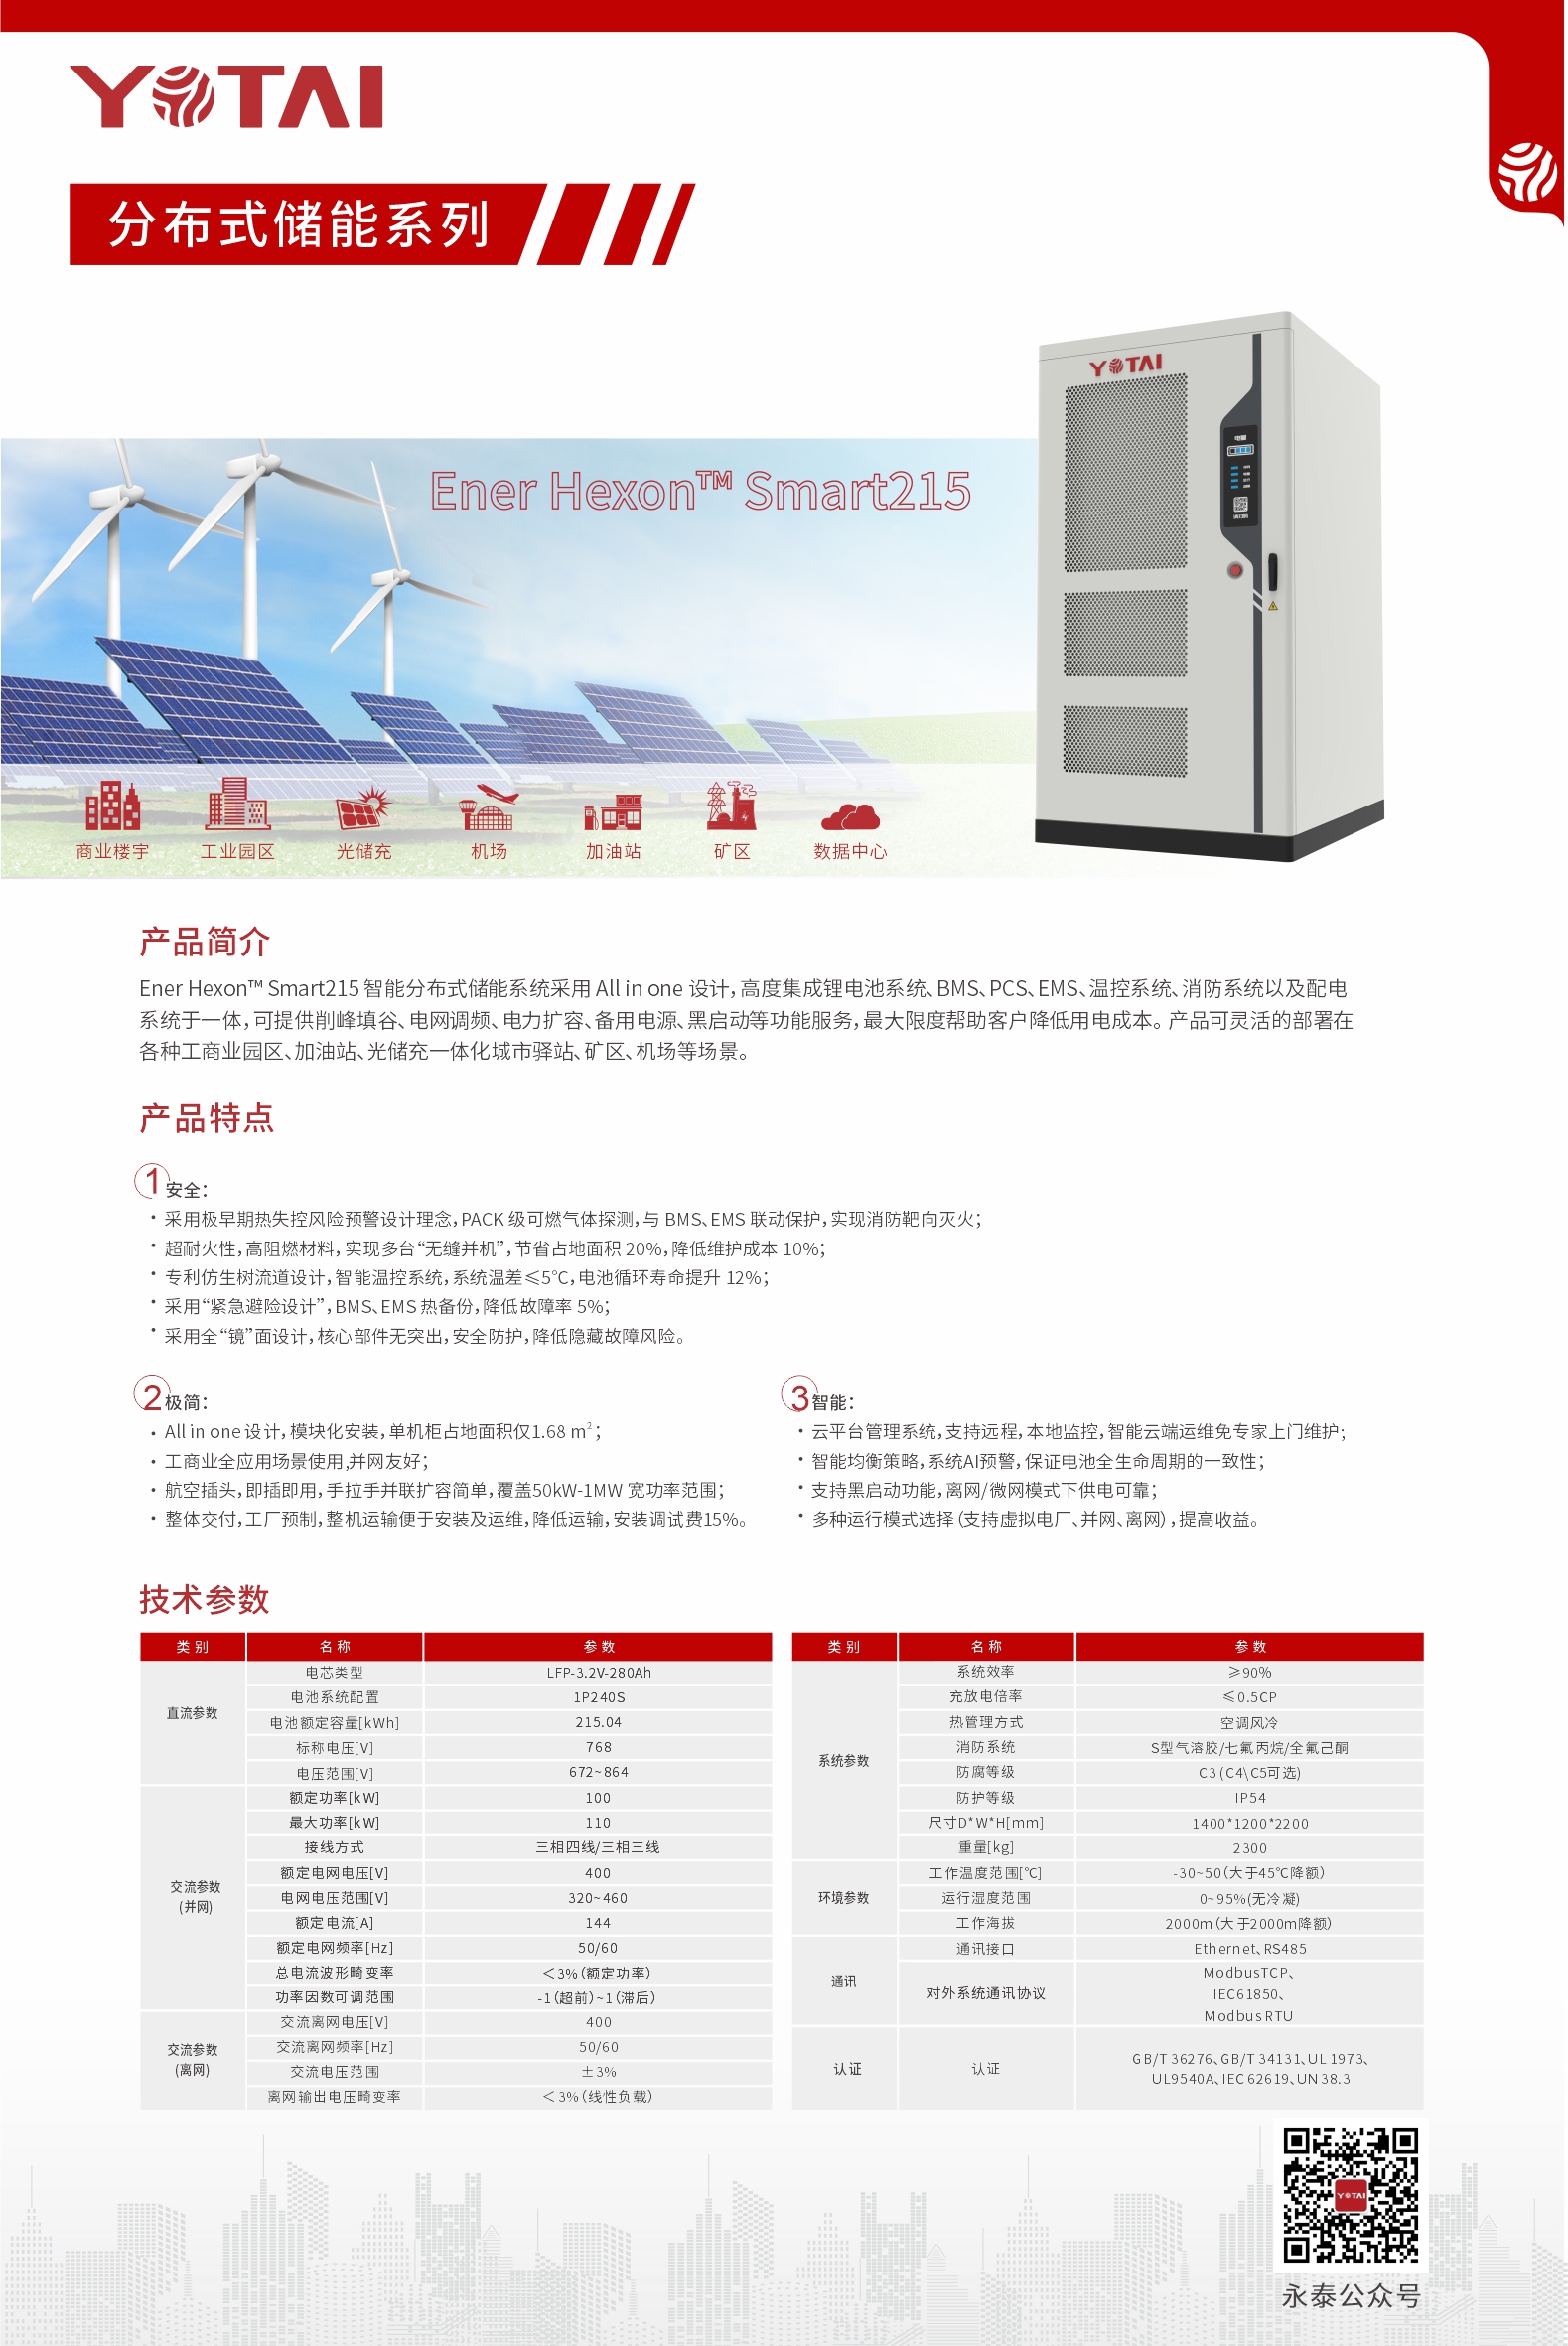 YOTAI
分布式储能系列
YOTAI
Ener Hexon™ Smart215
商业楼宇 工业园区 光储充 机场 加油站 矿区 数据中心
产品简介
Ener Hexon™ Smart215 智能分布式储能系统采用 All in one 设计，高度集成锂电池系统、BMS、PCS、EMS、温控系统、消防系统以及配电
系统于一体，可提供削峰填谷、电网调频、电力扩容、备用电源、黑启动等功能服务，最大限度帮助客户降低用电成本。产品可灵活的部署在
各种工商业园区、加油站、光储充一体化城市驿站、矿区、机场等场景。
产品特点
1 安全：
· 采用极早期热失控风险预警设计理念，PACK 级可燃气体探测，与 BMS、EMS 联动保护，实现消防靶向灭火；
· 超耐火性，高阻燃材料，实现多台“无缝并机”，节省占地面积 20%，降低维护成本 10%；
· 专利仿生树流道设计，智能温控系统，系统温差≤5℃，电池循环寿命提升 12%；
· 采用“紧急避险设计”，BMS、EMS 热备份，降低故障率 5%；
· 采用全“镜”面设计，核心部件无突出，安全防护，降低隐藏故障风险。
2 极简：
· All in one 设计，模块化安装，单机柜占地面积仅1.68 m²；
· 工商业全应用场景使用,并网友好；
· 航空插头，即插即用，手拉手并联扩容简单，覆盖50kW-1MW 宽功率范围；
· 整体交付，工厂预制，整机运输便于安装及运维，降低运输，安装调试费15%。
3 智能：
· 云平台管理系统，支持远程，本地监控，智能云端运维免专家上门维护；
· 智能均衡策略，系统AI预警，保证电池全生命周期的一致性；
· 支持黑启动功能，离网/微网模式下供电可靠；
· 多种运行模式选择（支持虚拟电厂、并网、离网），提高收益。
技术参数
类别 名称 参数
直流参数
电芯类型 LFP-3.2V-280Ah
电池系统配置 1P240S
电池额定容量[kWh] 215.04
标称电压[V] 768
电压范围[V] 672~864
交流参数
(并网)
额定功率[kW] 100
最大功率[kW] 110
接线方式 三相四线/三相三线
额定电网电压[V] 400
电网电压范围[V] 320~460
额定电流[A] 144
额定电网频率[Hz] 50/60
总电流波形畸变率 ＜3%（额定功率）
功率因数可调范围 -1（超前）~1（滞后）
交流参数
(离网)
交流离网电压[V] 400
交流离网频率[Hz] 50/60
交流电压范围 ±3%
离网输出电压畸变率 ＜3%（线性负载）
类别 名称 参数
系统参数
系统效率 ≥90%
充放电倍率 ≤0.5CP
热管理方式 空调风冷
消防系统 S型气溶胶/七氟丙烷/全氟己酮
防腐等级 C3 (C4\C5可选)
防护等级 IP54
尺寸D*W*H[mm] 1400*1200*2200
重量[kg] 2300
环境参数
工作温度范围[℃] -30~50（大于45℃降额）
运行湿度范围 0~95%(无冷凝)
工作海拔 2000m（大于2000m降额）
通讯
通讯接口 Ethernet、RS485
对外系统通讯协议
ModbusTCP、
IEC61850、
Modbus RTU
认证 认证
GB/T 36276、GB/T 34131、UL 1973、
UL9540A、IEC 62619、UN 38.3
YOTAI
永泰公众号